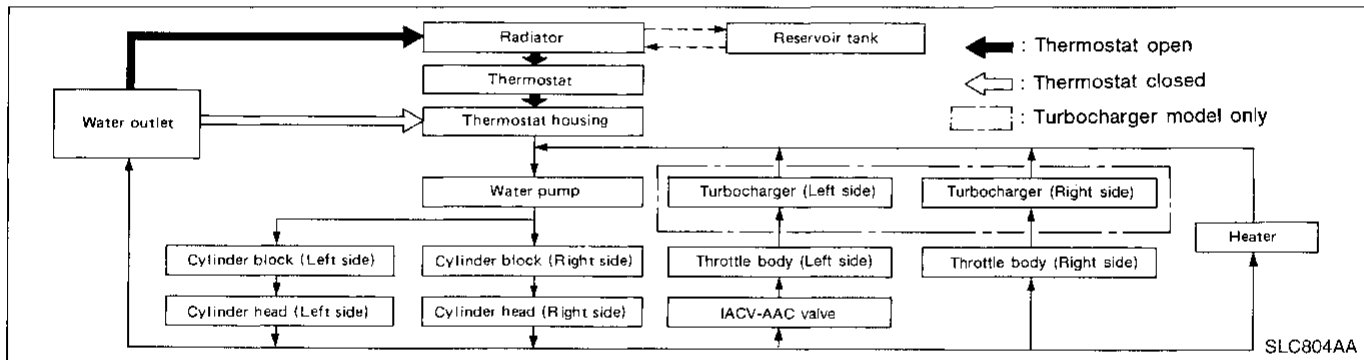 Radiator
Reservoir tank
: Thermostat open
Thermostat
: Thermostat closed
Water outlet
Thermostat housing
: Turbocharger model only
Water pump
Turbocharger (Left side)
Turbocharger (Right side)
Heater
Cylinder block (Left side)
Cylinder block (Right side)
Throttle body (Left side)
Throttle body (Right side)
Cylinder head (Left side)
Cylinder head (Right side)
IACV-AAC valve
SLC804AA